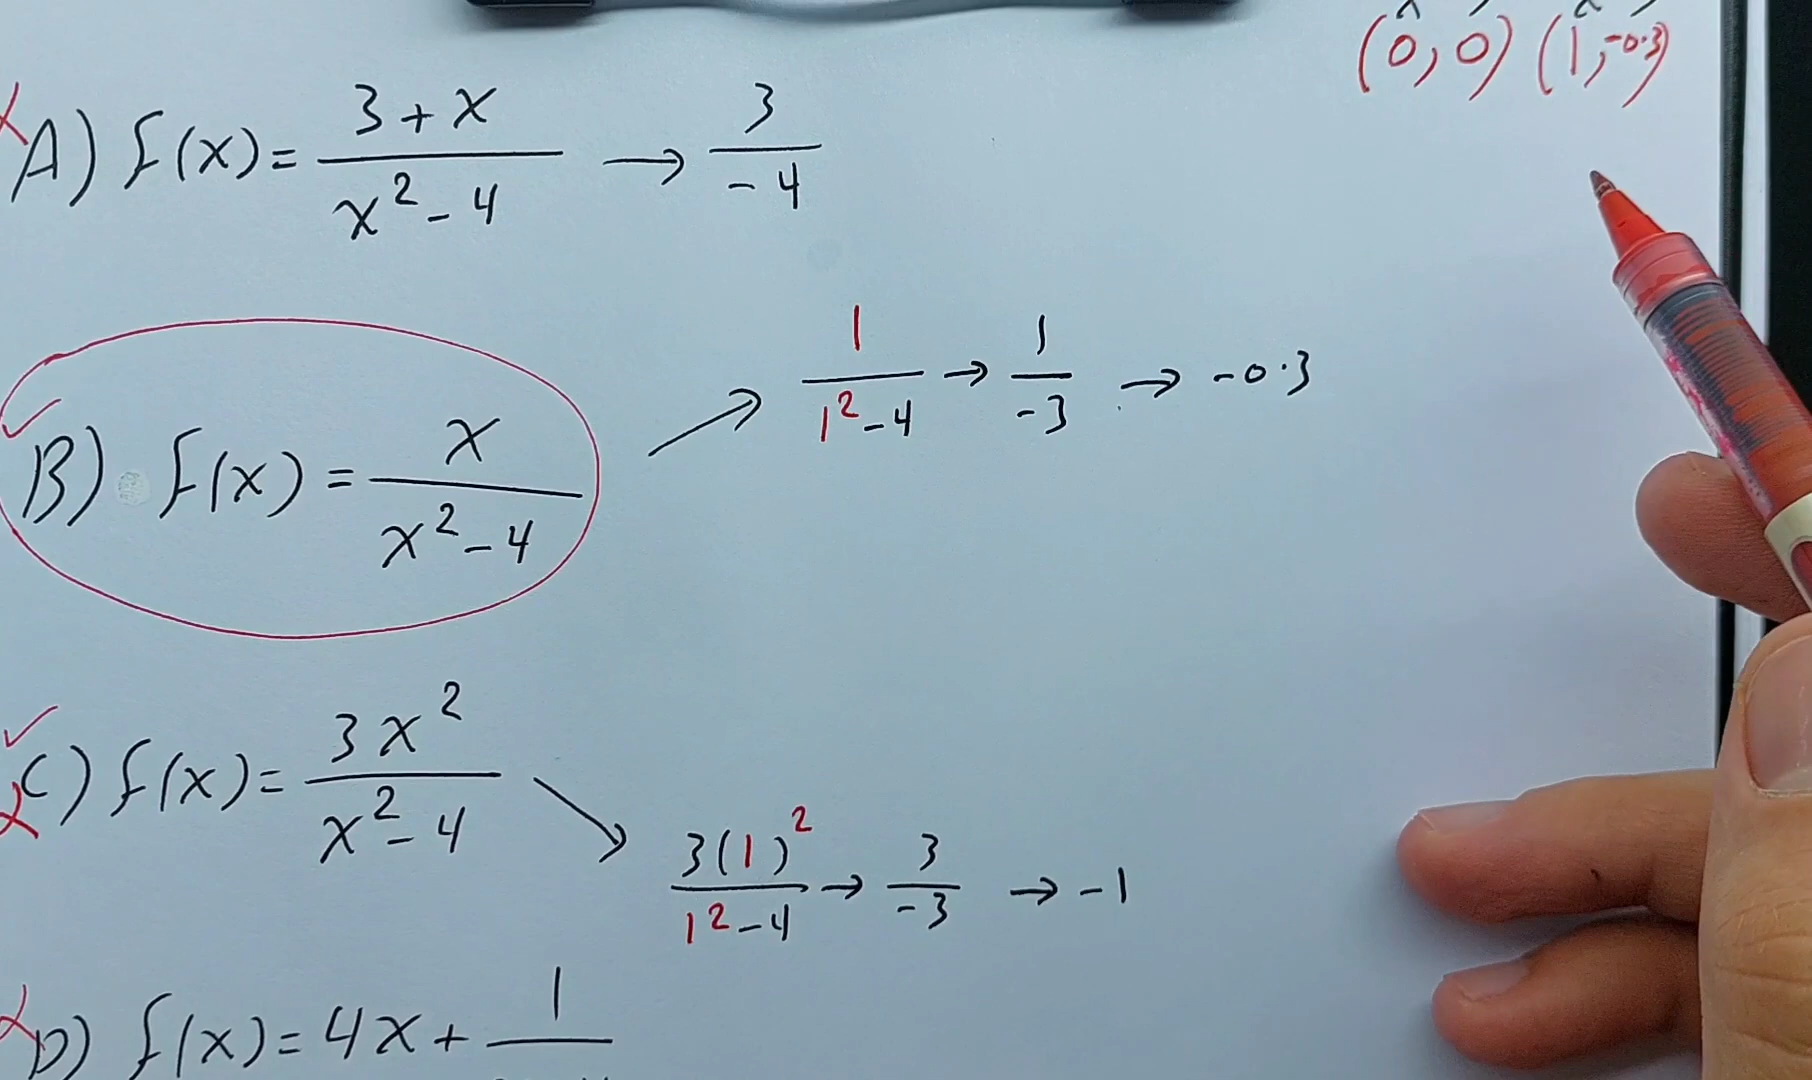 (0, 0) (1, -0.3)
A) f(x) = (3 + x)/(x² - 4) → 3/(-4)
B) f(x) = x/(x² - 4) → 1/(1² - 4) → 1/(-3) → -0.3
C) f(x) = 3x²/(x² - 4) → 3(1)²/(1² - 4) → 3/(-3) → -1
D) f(x) = 4x + 1